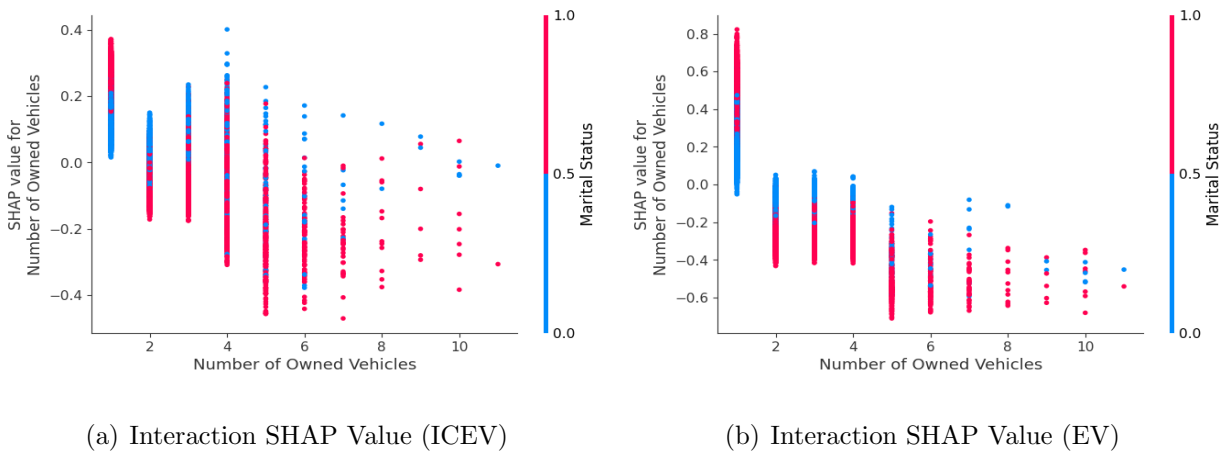 0.4
0.2
0.0
−0.2
−0.4
SHAP value for
Number of Owned Vehicles
2
4
6
8
10
Number of Owned Vehicles
1.0
0.5
0.0
Marital Status
(a) Interaction SHAP Value (ICEV)
0.8
0.6
0.4
0.2
0.0
−0.2
−0.4
−0.6
SHAP value for
Number of Owned Vehicles
2
4
6
8
10
Number of Owned Vehicles
1.0
0.5
0.0
Marital Status
(b) Interaction SHAP Value (EV)